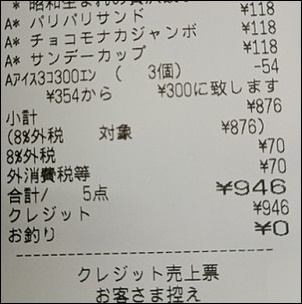 * 昭和生まれの
A* パリパリサンド ¥118
A* チョコモナカジャンボ ¥118
A* サンデーカップ ¥118
Aアイス3コ300エン ( 3個) -54
¥354から ¥300に致します
小計 ¥876
(8%外税 対象 ¥876)
8%外税 ¥70
外消費税等 ¥70
合計/ 5点 ¥946
クレジット ¥946
お釣り ¥0
クレジット売上票
お客さま控え